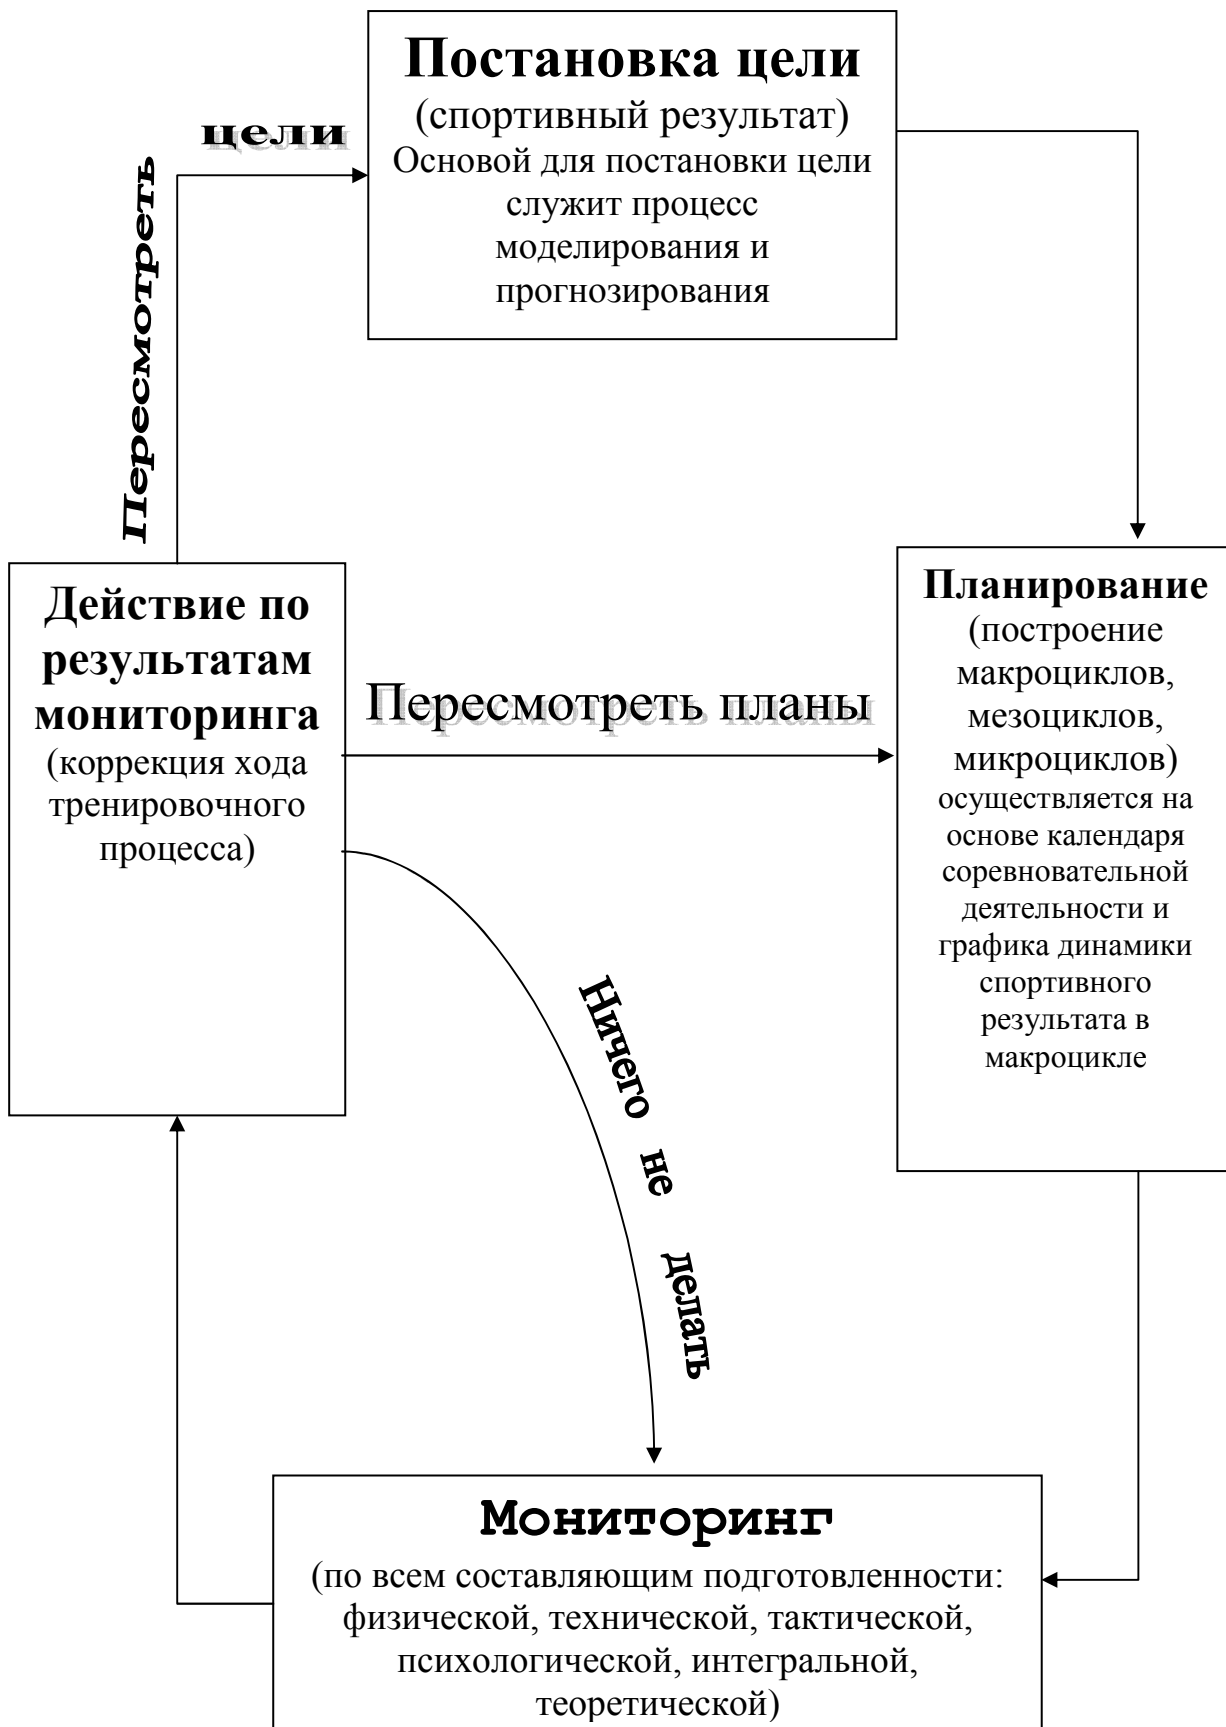 Постановка цели
(спортивный результат)
Основой для постановки цели
служит процесс
моделирования и
прогнозирования
Пересмотреть
цели
Действие по
результатам
мониторинга
(коррекция хода
тренировочного
процесса)
Пересмотреть планы
Планирование
(построение
макроциклов,
мезоциклов,
микроциклов)
осуществляется на
основе календаря
соревновательной
деятельности и
графика динамики
спортивного
результата в
макроцикле
Ничего не делать
Мониторинг
(по всем составляющим подготовленности:
физической, технической, тактической,
психологической, интегральной,
теоретической)